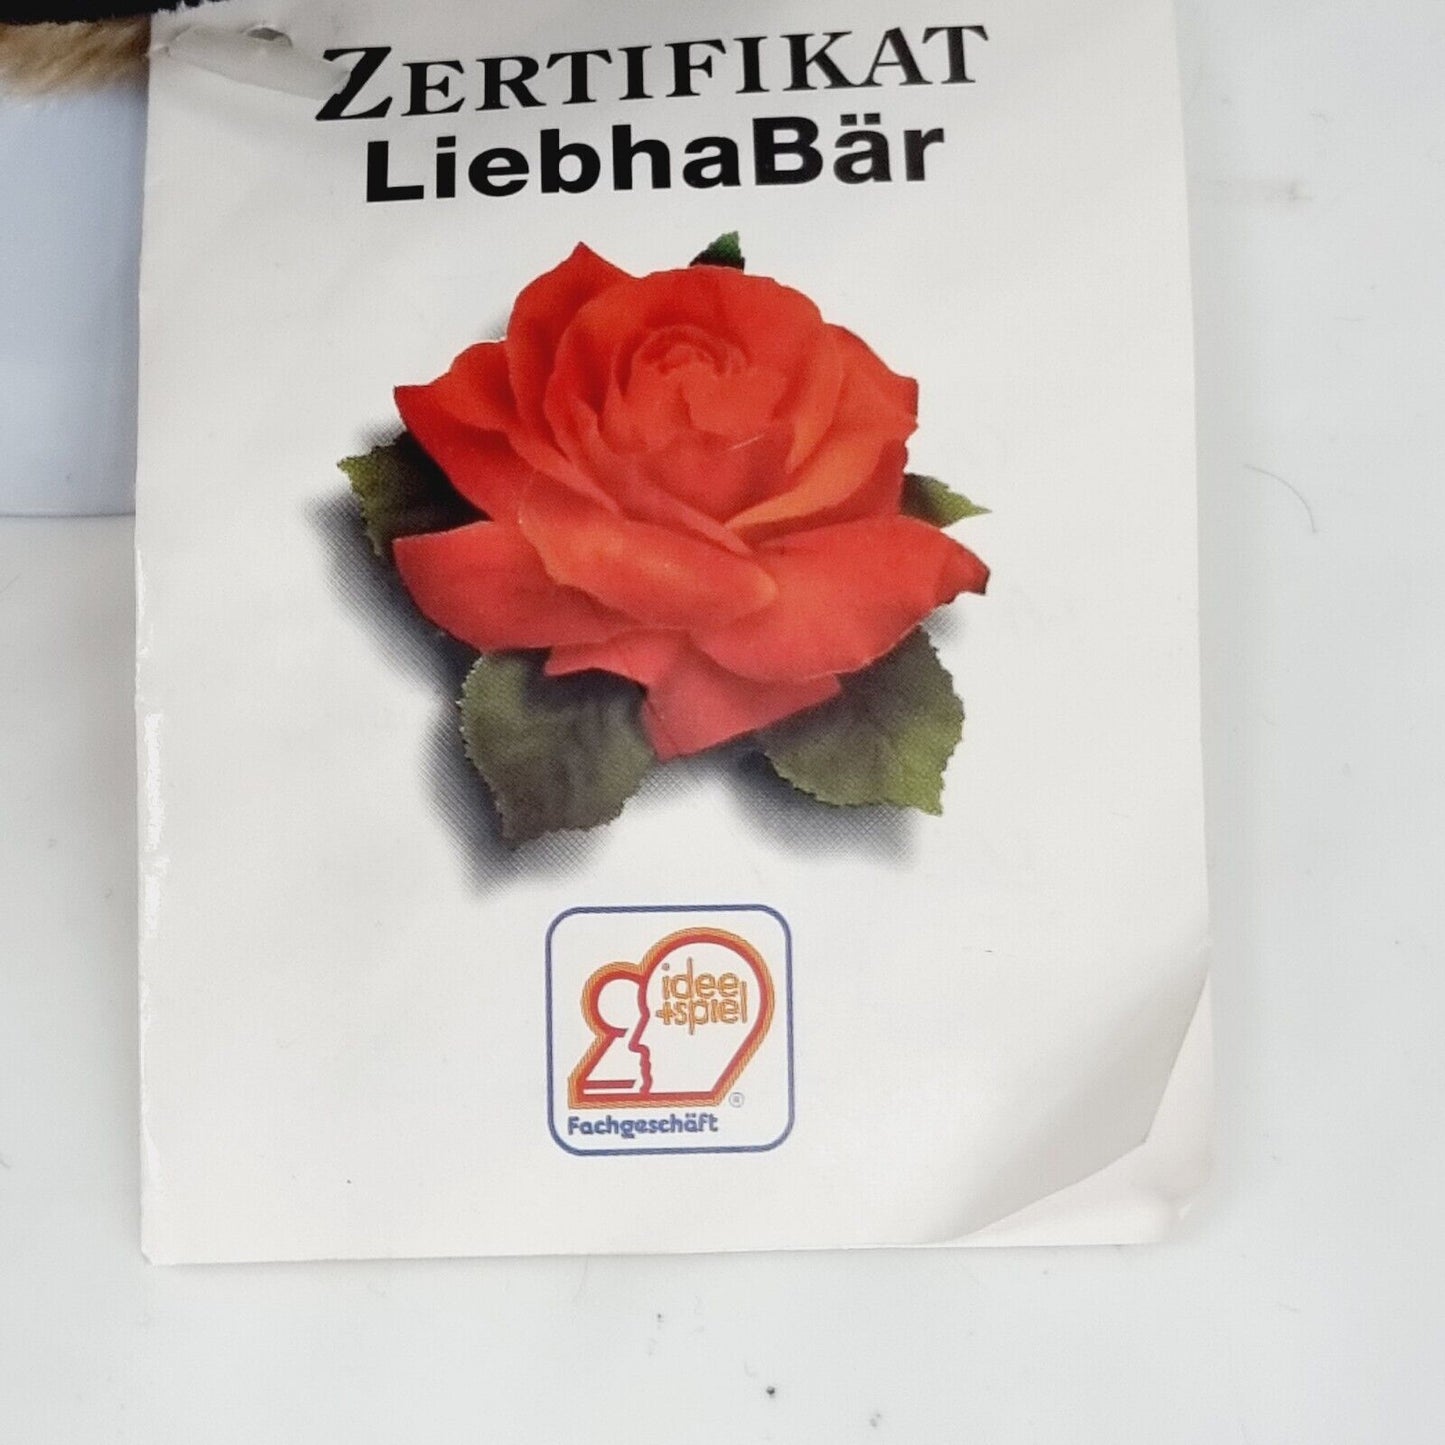 ZERTIFIKAT
LiebhaBär
idee
+spiel
®
Fachgeschäft